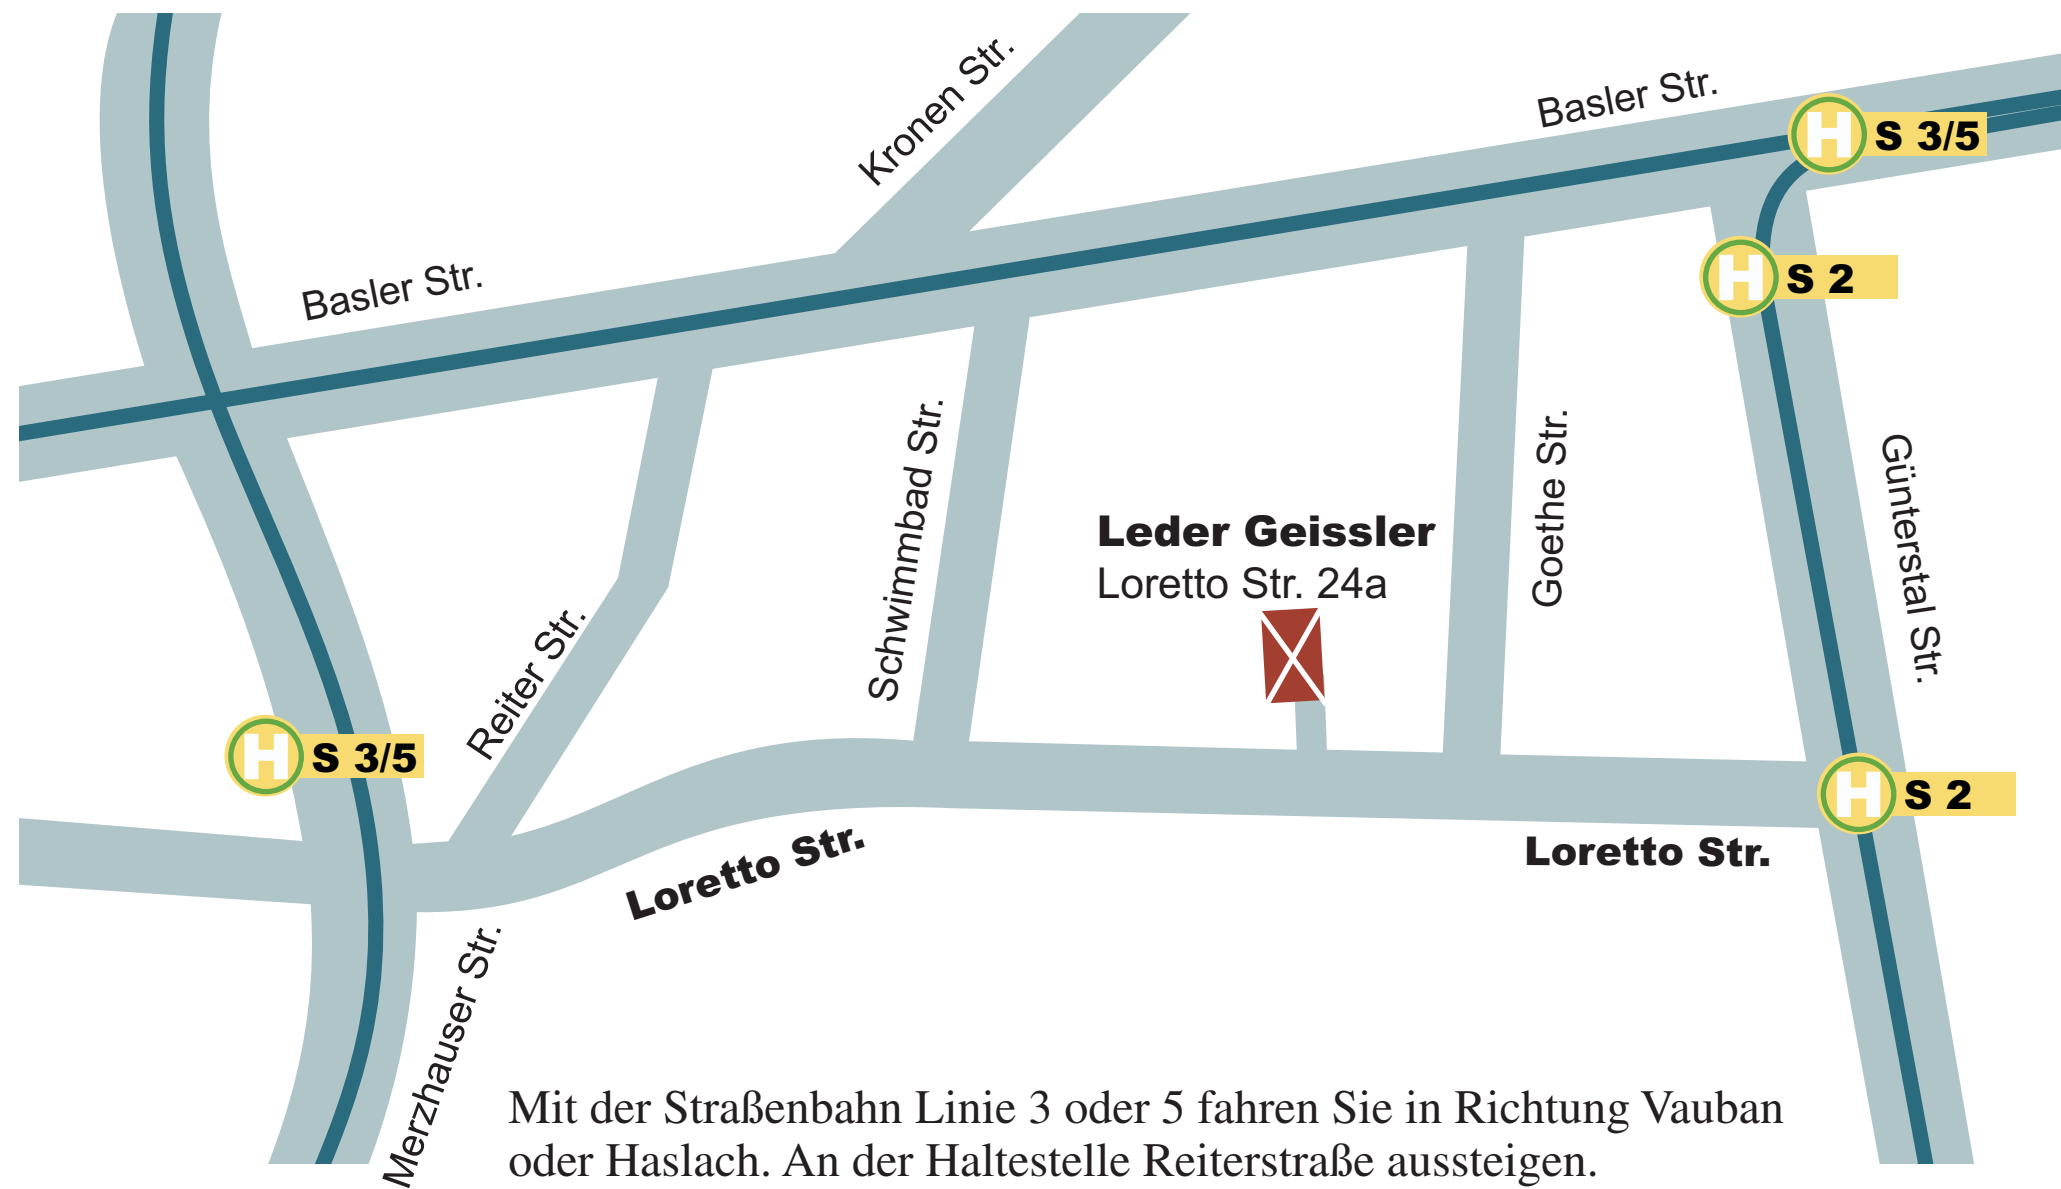 Kronen Str.
Basler Str.
H S 3/5
Basler Str.
H S 2
Schwimmbad Str.
Goethe Str.
Günterstal Str.
Leder Geissler
Loretto Str. 24a
Reiter Str.
H S 3/5
H S 2
Loretto Str.
Loretto Str.
Merzhauser Str.
Mit der Straßenbahn Linie 3 oder 5 fahren Sie in Richtung Vauban
oder Haslach. An der Haltestelle Reiterstraße aussteigen.